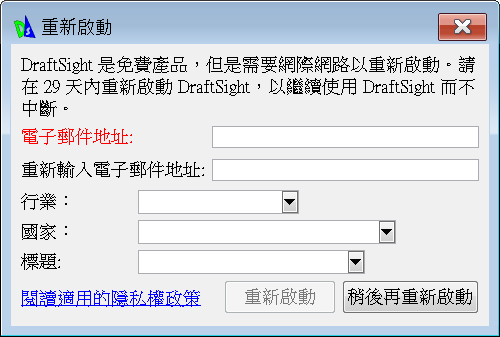 重新啟動
DraftSight 是免費產品，但是需要網際網路以重新啟動。請
在 29 天內重新啟動 DraftSight，以繼續使用 DraftSight 而不
中斷。
電子郵件地址:
重新輸入電子郵件地址:
行業：
國家：
標題:
閱讀適用的隱私權政策 重新啟動 稍後再重新啟動